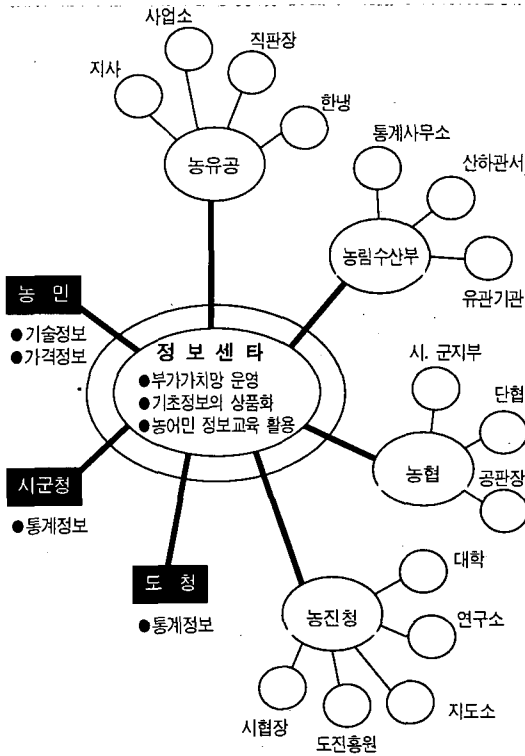 사업소
직판장
지사
한냉
농유공
통계사무소
산하관서
농림수산부
유관기관
농 민
●기술정보
●가격정보
정 보 센 타
●부가가치망 운영
●기초정보의 상품화
●농어민 정보교육 활용
시. 군지부
단협
농협
공판장
시군청
●통계정보
도 청
●통계정보
대학
농진청
연구소
지도소
시협장
도진흥원